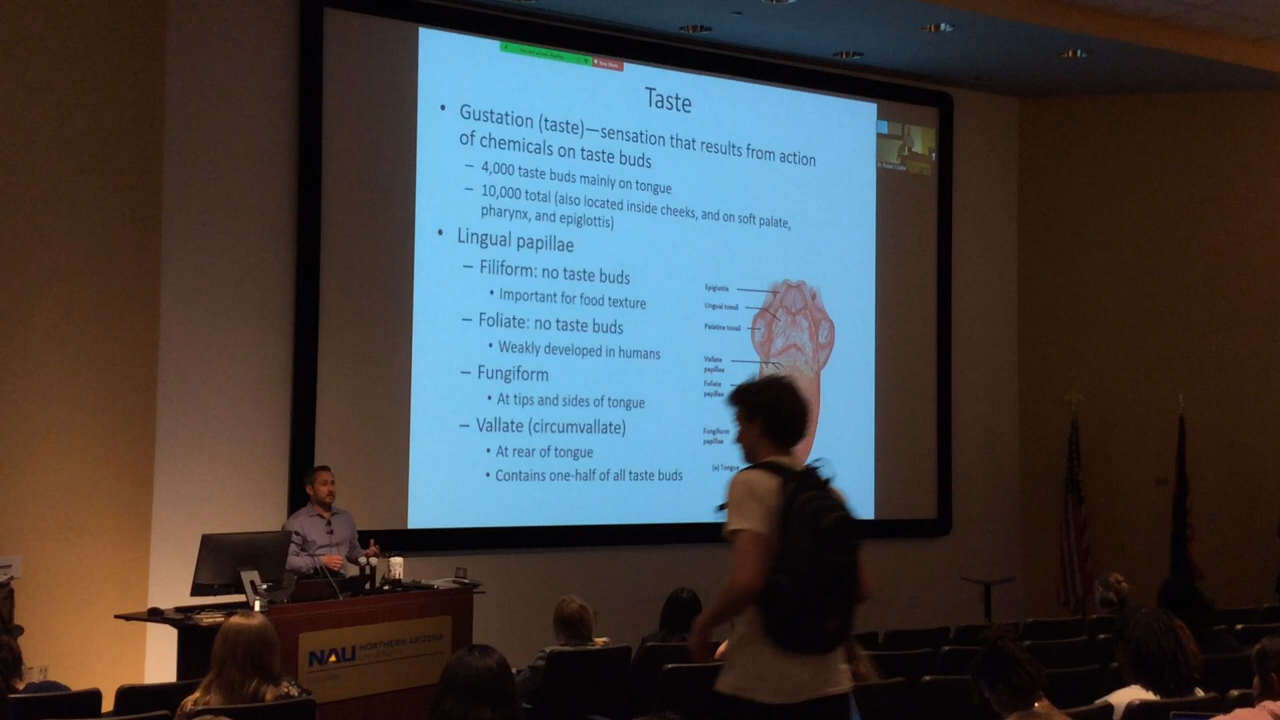 Taste
• Gustation (taste)—sensation that results from action
of chemicals on taste buds
– 4,000 taste buds mainly on tongue
– 10,000 total (also located inside cheeks, and on soft palate,
pharynx, and epiglottis)
• Lingual papillae
– Filiform: no taste buds
• Important for food texture
– Foliate: no taste buds
• Weakly developed in humans
– Fungiform
• At tips and sides of tongue
– Vallate (circumvallate)
• At rear of tongue
• Contains one-half of all taste buds
Epiglottis
Lingual tonsil
Palatine tonsil
Vallate
papillae
Foliate
papillae
Fungiform
papillae
(a) Tongue
NAU NORTHERN ARIZONA